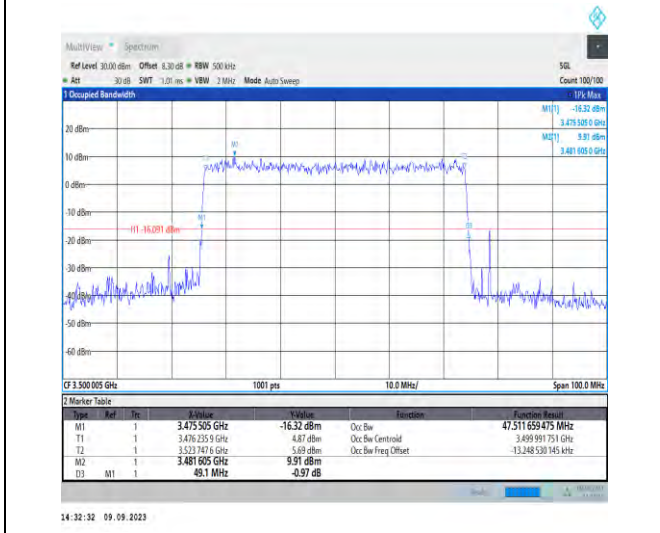 MultiView Spectrum
Ref Level 30.00 dBm Offset 8.30 dB RBW 500 kHz SGL
Att 30 dB SWT 1.01 ms VBW 2 MHz Mode Auto Sweep Count 100/100
1 Occupied Bandwidth 1Pk Max
M1[1] -16.32 dBm
3.475 505 0 GHz
M2[1] 9.91 dBm
3.481 605 0 GHz
20 dBm
M2
10 dBm
0 dBm
-10 dBm
M1
H1 -16.091 dBm
-20 dBm
-30 dBm
-40 dBm
-50 dBm
-60 dBm
CF 3.500 005 GHz 1001 pts 10.0 MHz/ Span 100.0 MHz
2 Marker Table
Type Ref Trc X-Value Y-Value Function Function Result
M1 1 3.475 505 GHz -16.32 dBm Occ Bw 47.511 659 475 MHz
T1 1 3.476 235 9 GHz 4.87 dBm Occ Bw Centroid 3.499 991 751 GHz
T2 1 3.523 747 6 GHz 5.69 dBm Occ Bw Freq Offset -13.248 530 145 kHz
M2 1 3.481 605 GHz 9.91 dBm
D3 M1 1 49.1 MHz -0.97 dB
14:32:32 09.09.2023